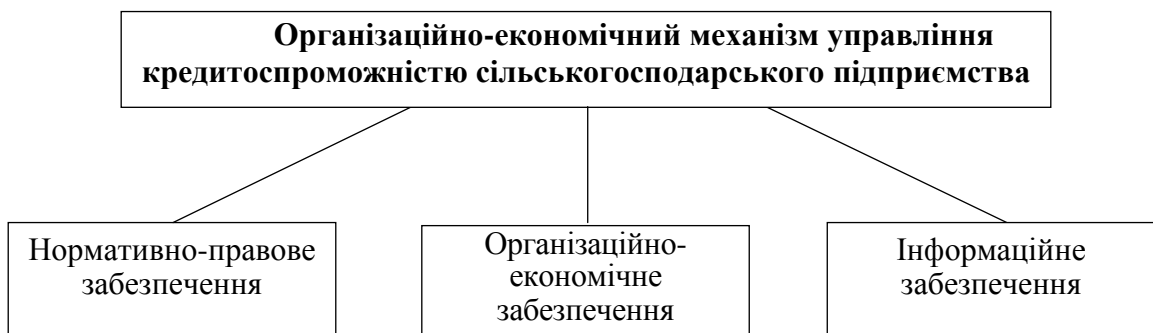 Організаційно-економічний механізм управління
кредитоспроможністю сільськогосподарського підприємства
Нормативно-правове
забезпечення
Організаційно-
економічне
забезпечення
Інформаційне
забезпечення